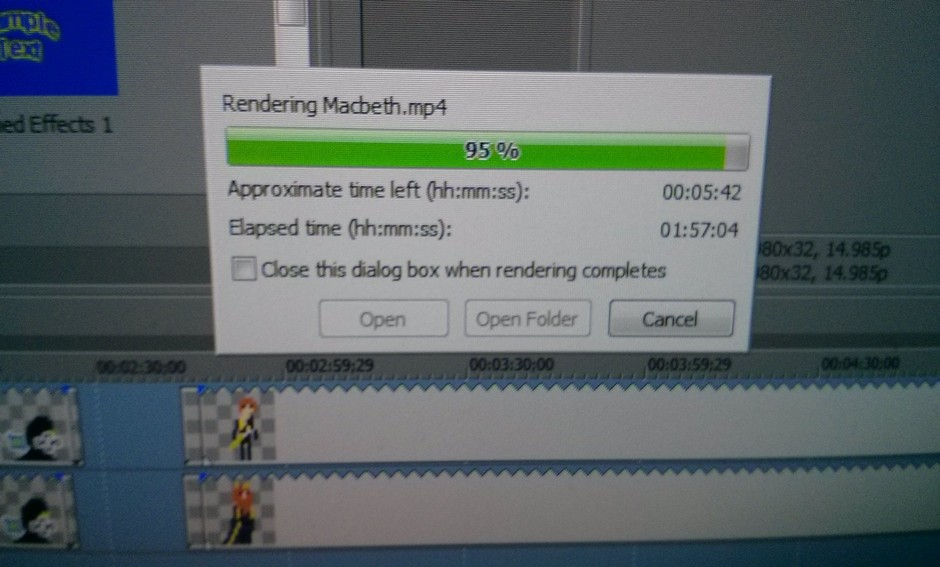 Text
ed Effects 1
Rendering Macbeth.mp4
95 %
Approximate time left (hh:mm:ss): 00:05:42
Elapsed time (hh:mm:ss): 01:57:04
Close this dialog box when rendering completes
Open Open Folder Cancel
80x32, 14.985p
80x32, 14.985p
00:02:30;00 00:02:59;29 00:03:30;00 00:03:59;29 00:04:30;00